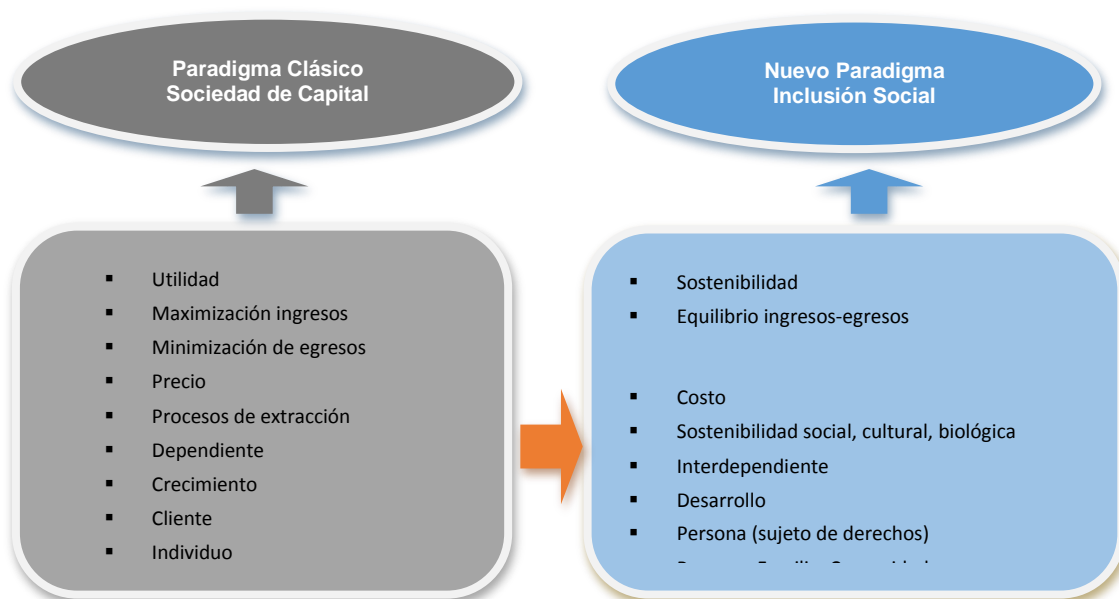 Paradigma Clásico
Sociedad de Capital
Nuevo Paradigma
Inclusión Social
▪ Utilidad
▪ Maximización ingresos
▪ Minimización de egresos
▪ Precio
▪ Procesos de extracción
▪ Dependiente
▪ Crecimiento
▪ Cliente
▪ Individuo
▪ Sostenibilidad
▪ Equilibrio ingresos-egresos
▪ Costo
▪ Sostenibilidad social, cultural, biológica
▪ Interdependiente
▪ Desarrollo
▪ Persona (sujeto de derechos)